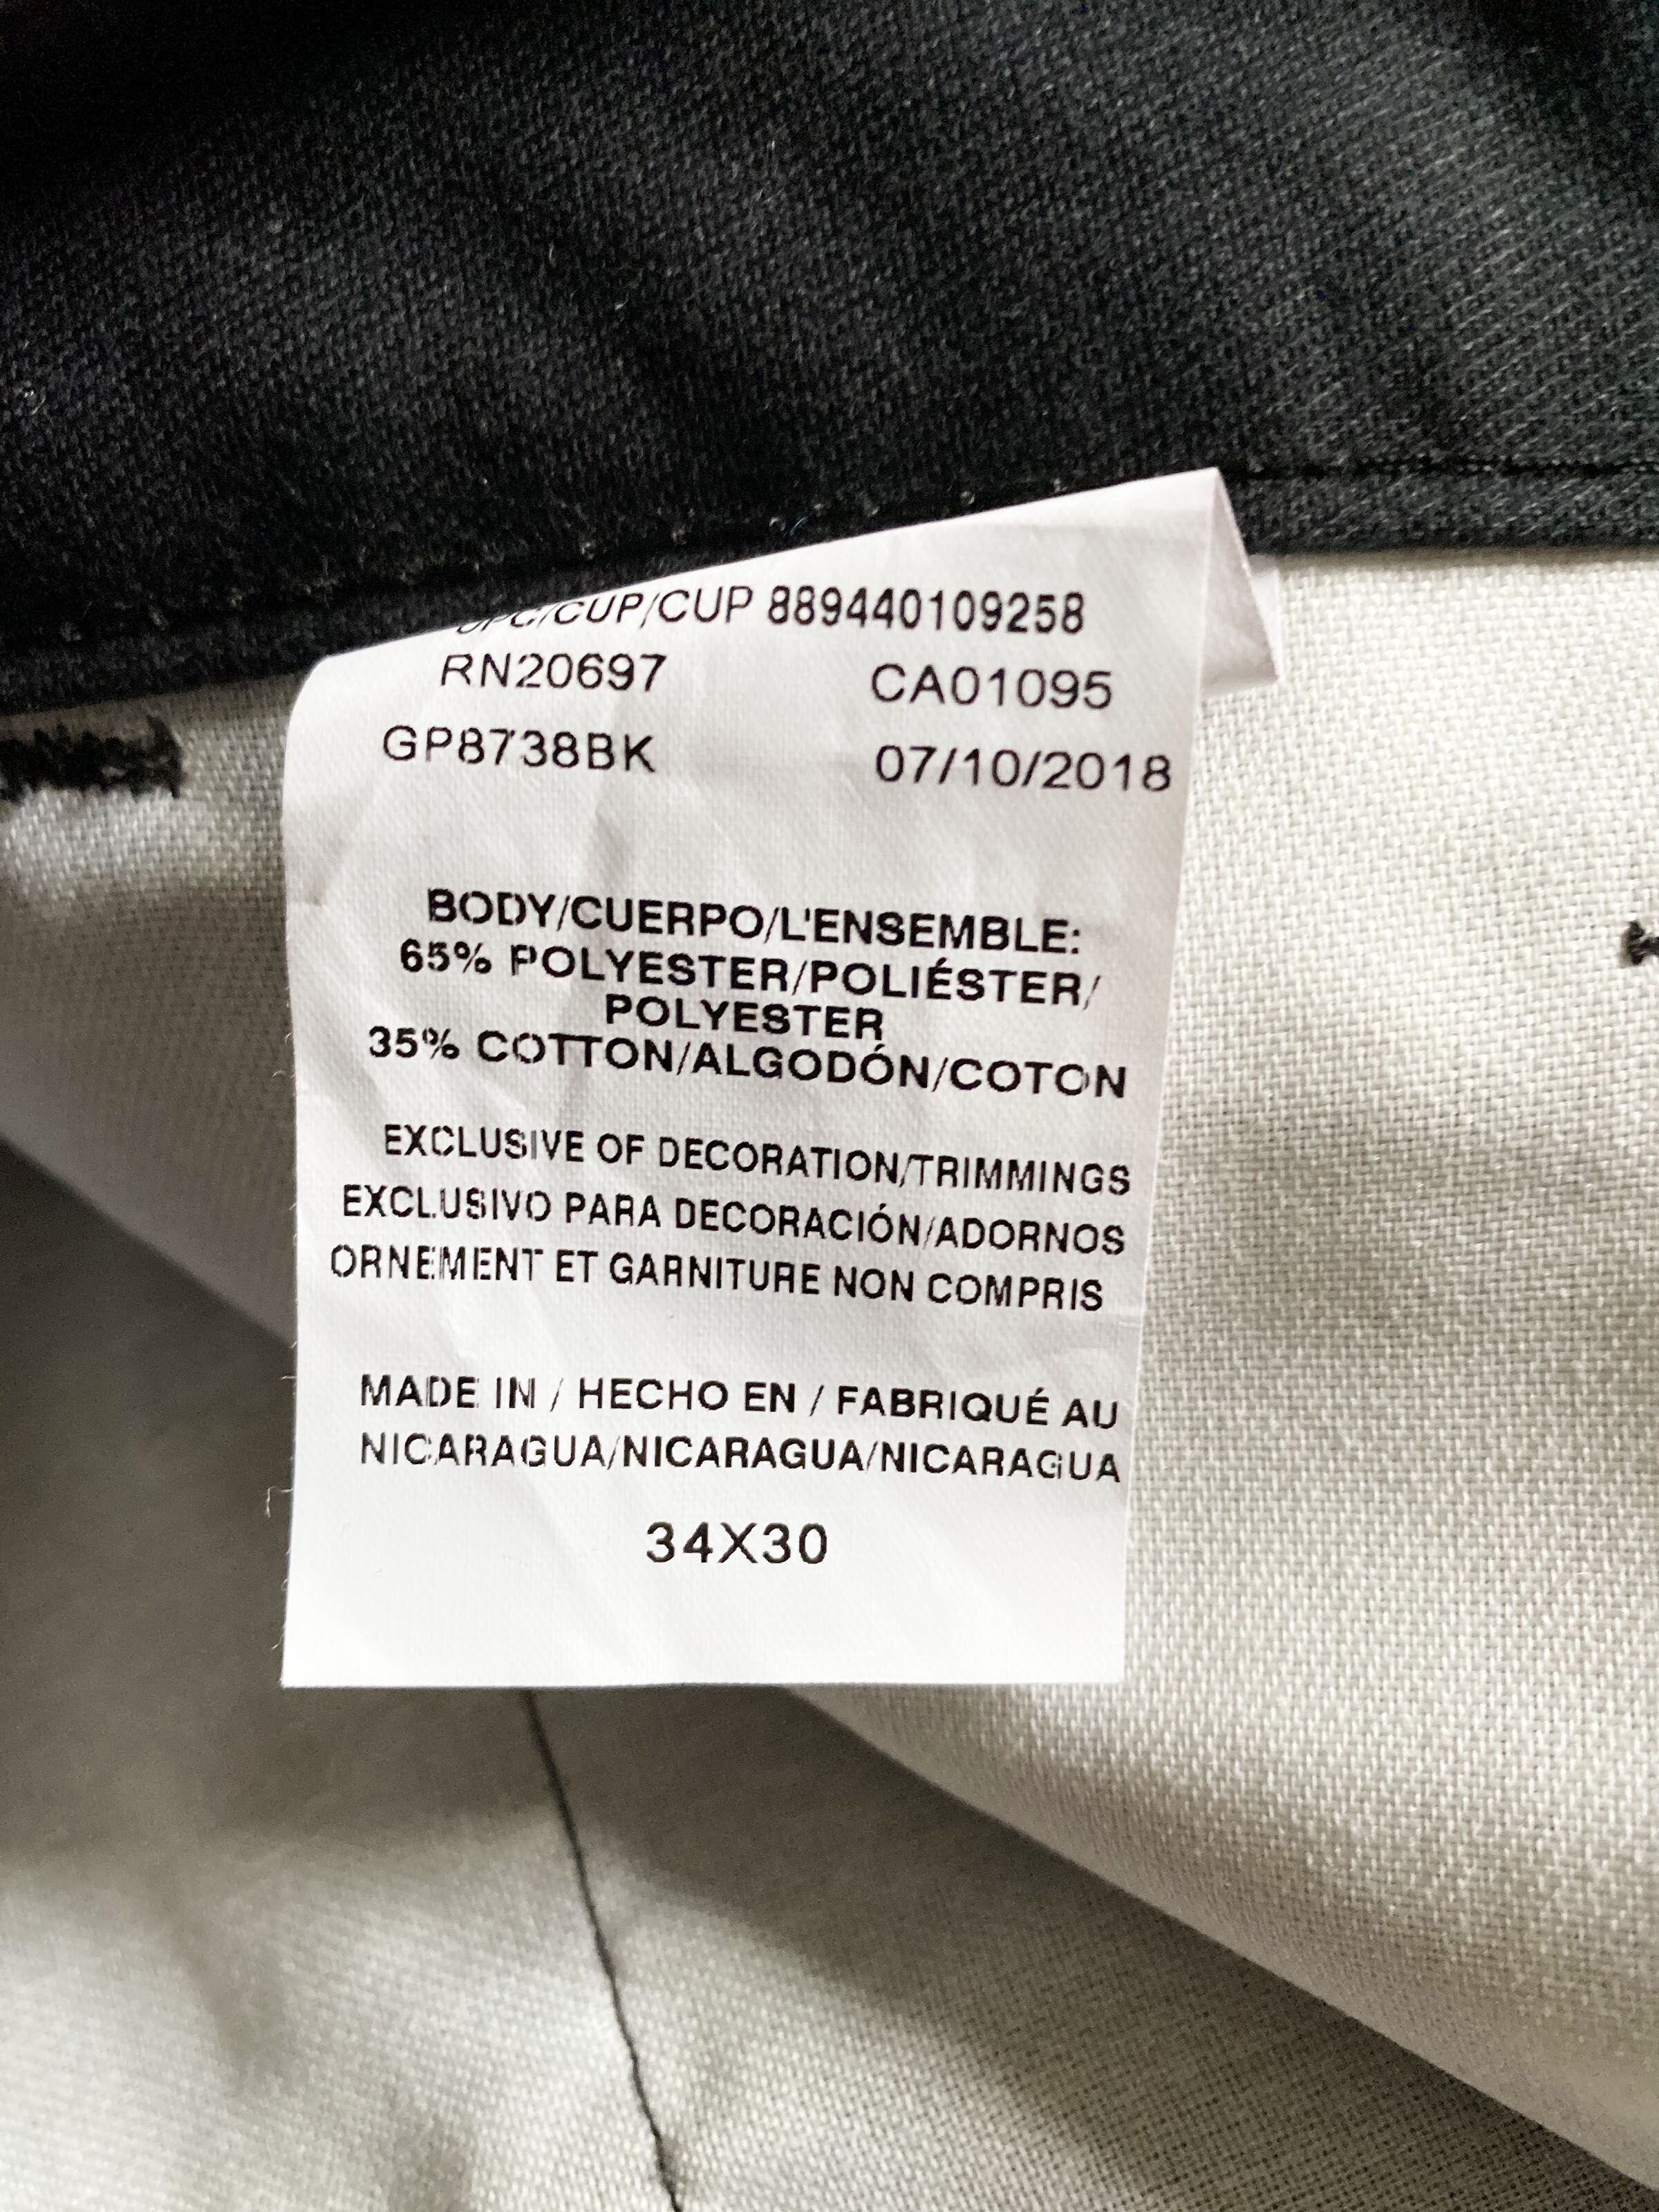 UPC/CUP/CUP 889440109258
RN20697 CA01095
GP8738BK 07/10/2018
BODY/CUERPO/L'ENSEMBLE:
65% POLYESTER/POLIÉSTER/
POLYESTER
35% COTTON/ALGODÓN/COTON
EXCLUSIVE OF DECORATION/TRIMMINGS
EXCLUSIVO PARA DECORACIÓN/ADORNOS
ORNEMENT ET GARNITURE NON COMPRIS
MADE IN / HECHO EN / FABRIQUÉ AU
NICARAGUA/NICARAGUA/NICARAGUA
34X30